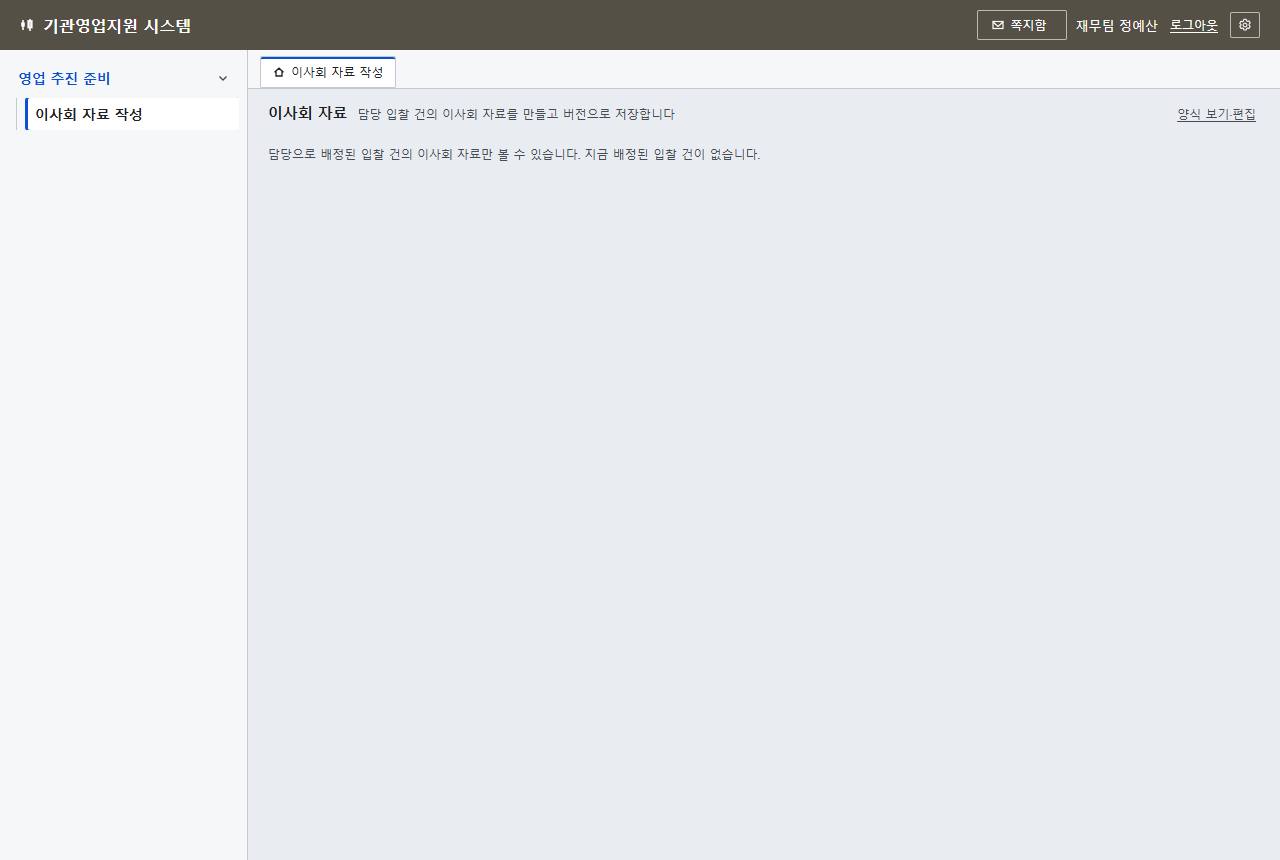 기관영업지원 시스템
쪽지함
재무팀 정예산
로그아웃
영업 추진 준비
이사회 자료 작성
이사회 자료 작성
이사회 자료 담당 입찰 건의 이사회 자료를 만들고 버전으로 저장합니다
양식 보기·편집
담당으로 배정된 입찰 건의 이사회 자료만 볼 수 있습니다. 지금 배정된 입찰 건이 없습니다.